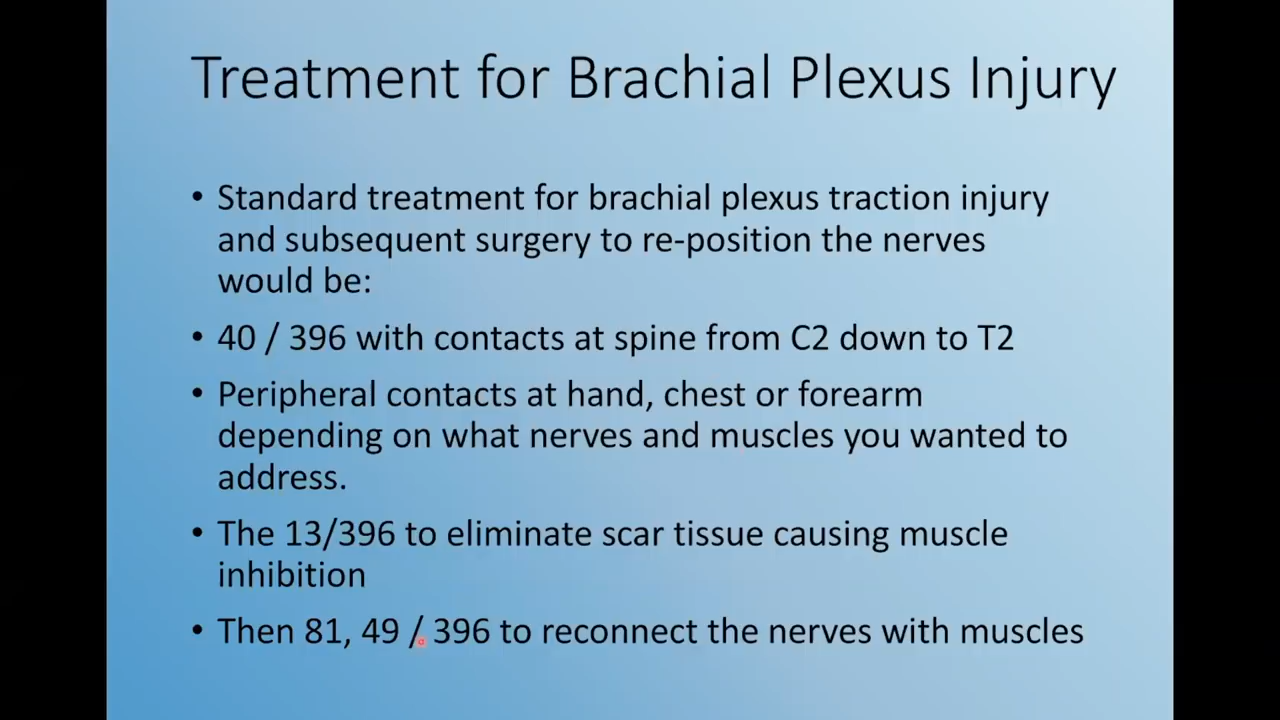 Treatment for Brachial Plexus Injury
• Standard treatment for brachial plexus traction injury
and subsequent surgery to re-position the nerves
would be:
• 40 / 396 with contacts at spine from C2 down to T2
• Peripheral contacts at hand, chest or forearm
depending on what nerves and muscles you wanted to
address.
• The 13/396 to eliminate scar tissue causing muscle
inhibition
• Then 81, 49 / 396 to reconnect the nerves with muscles